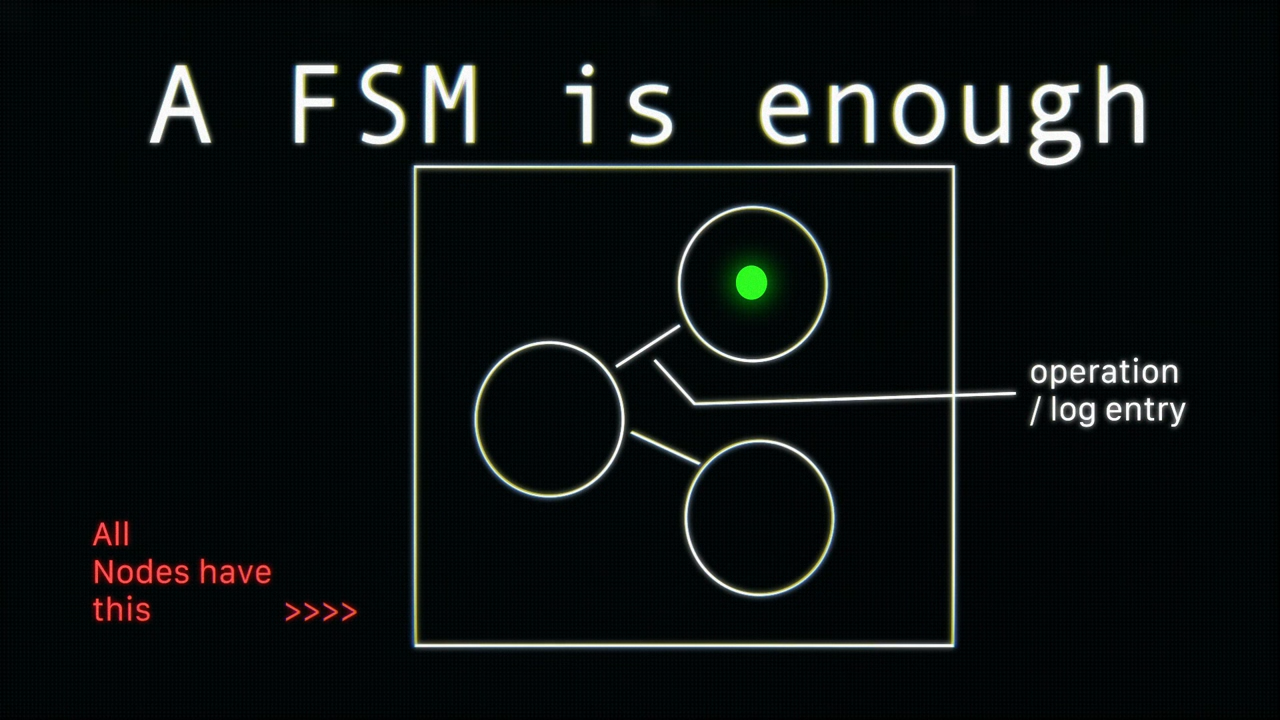 A FSM is enough
operation
/ log entry
All
Nodes have
this >>>>